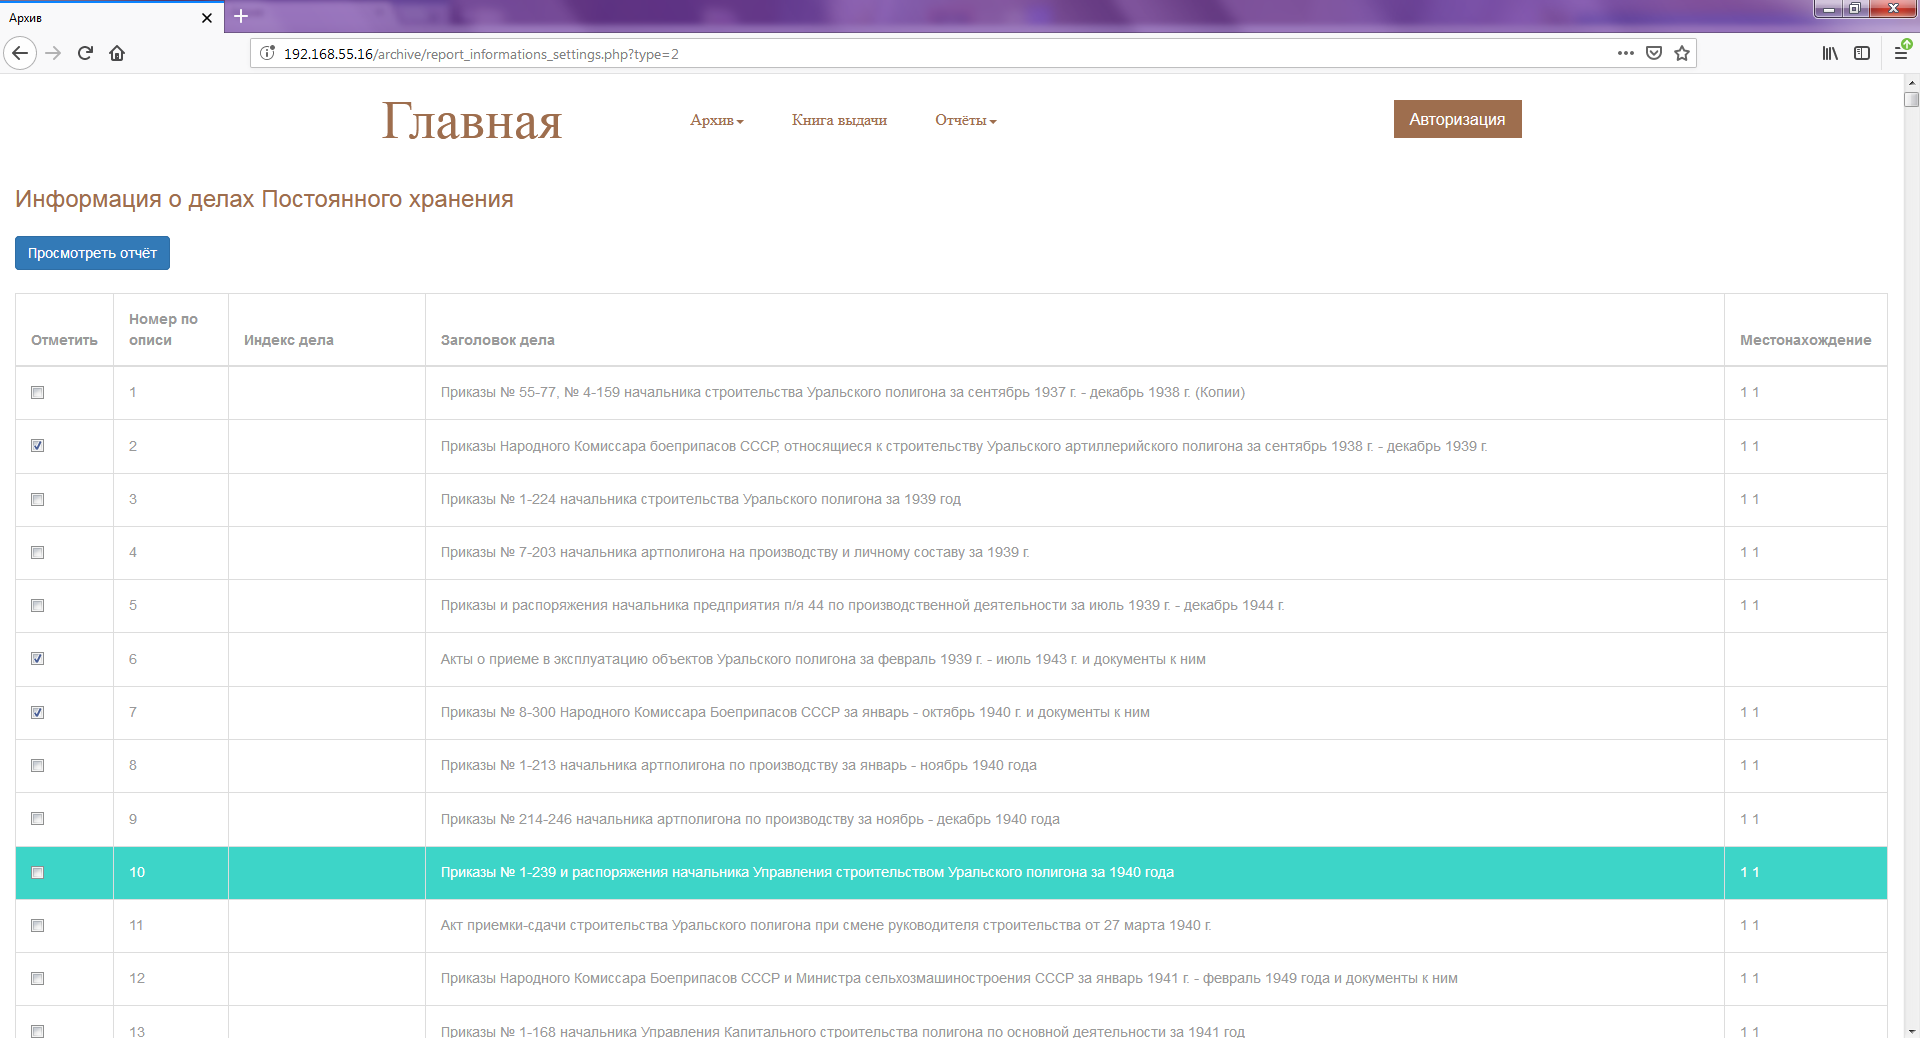 Архив
192.168.55.16/archive/report_informations_settings.php?type=2
Главная Архив Книга выдачи Отчёты Авторизация
Информация о делах Постоянного хранения
Просмотреть отчёт
Отметить Номер по описи Индекс дела Заголовок дела Местонахождение
1 Приказы № 55-77, № 4-159 начальника строительства Уральского полигона за сентябрь 1937 г. - декабрь 1938 г. (Копии) 1 1
2 Приказы Народного Комиссара боеприпасов СССР, относящиеся к строительству Уральского артиллерийского полигона за сентябрь 1938 г. - декабрь 1939 г. 1 1
3 Приказы № 1-224 начальника строительства Уральского полигона за 1939 год 1 1
4 Приказы № 7-203 начальника артполигона на производству и личному составу за 1939 г. 1 1
5 Приказы и распоряжения начальника предприятия п/я 44 по производственной деятельности за июль 1939 г. - декабрь 1944 г. 1 1
6 Акты о приеме в эксплуатацию объектов Уральского полигона за февраль 1939 г. - июль 1943 г. и документы к ним
7 Приказы № 8-300 Народного Комиссара Боеприпасов СССР за январь - октябрь 1940 г. и документы к ним 1 1
8 Приказы № 1-213 начальника артполигона по производству за январь - ноябрь 1940 года 1 1
9 Приказы № 214-246 начальника артполигона по производству за ноябрь - декабрь 1940 года 1 1
10 Приказы № 1-239 и распоряжения начальника Управления строительством Уральского полигона за 1940 года 1 1
11 Акт приемки-сдачи строительства Уральского полигона при смене руководителя строительства от 27 марта 1940 г. 1 1
12 Приказы Народного Комиссара Боеприпасов СССР и Министра сельхозмашиностроения СССР за январь 1941 г. - февраль 1949 года и документы к ним 1 1
13 Приказы № 1-168 начальника Управления Капитального строительства полигона по основной деятельности за 1941 год 1 1